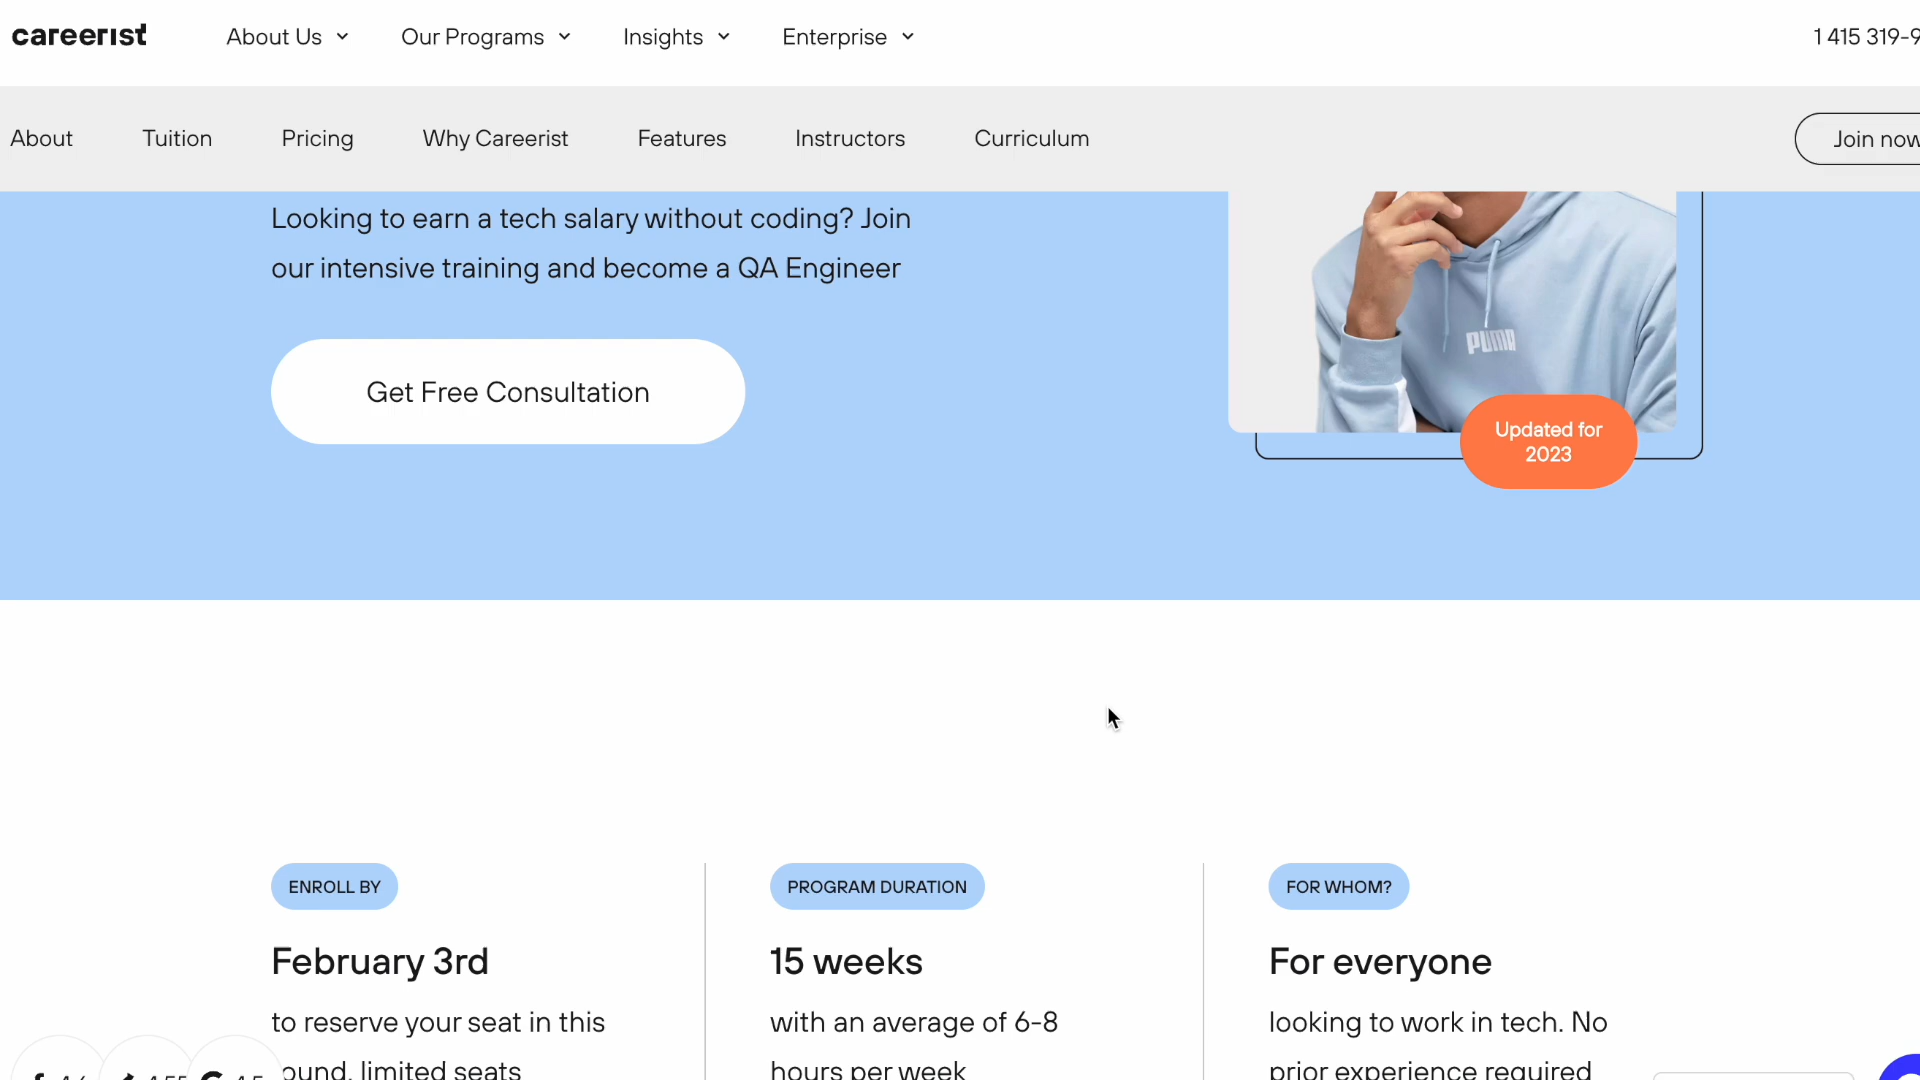 careerist
About Us
Our Programs
Insights
Enterprise
1 415 319-9
About
Tuition
Pricing
Why Careerist
Features
Instructors
Curriculum
Join now
Looking to earn a tech salary without coding? Join
our intensive training and become a QA Engineer
Get Free Consultation
PUMA
Updated for
2023
ENROLL BY
February 3rd
to reserve your seat in this
ound, limited seats
PROGRAM DURATION
15 weeks
with an average of 6-8
hours per week
FOR WHOM?
For everyone
looking to work in tech. No
prior experience required